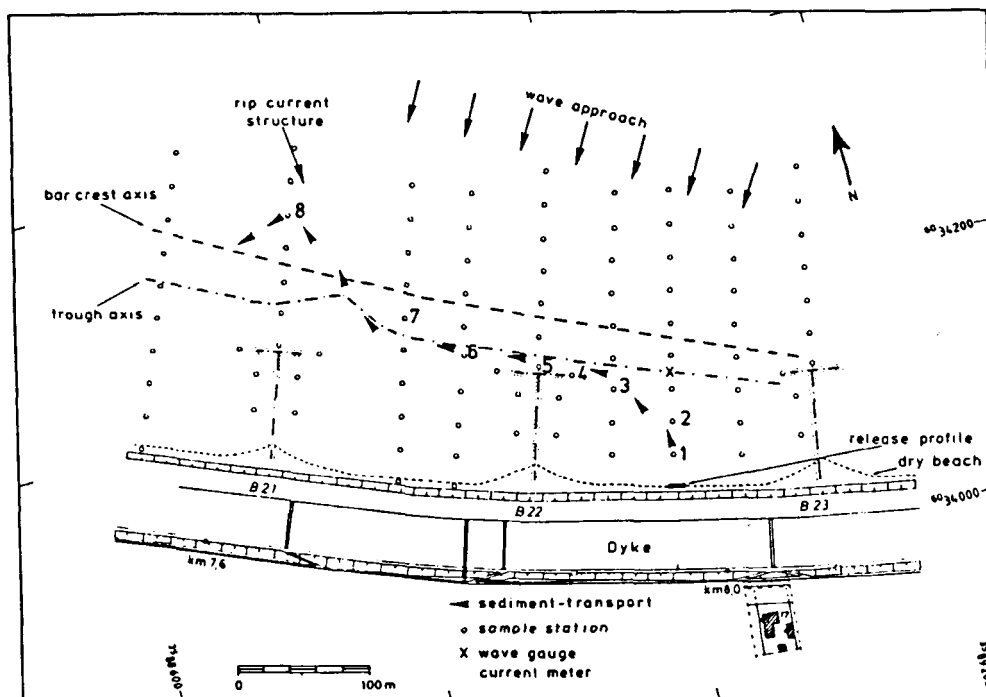 rip current
structure
wave approach
bar crest axis
N
8
60 34200
trough axis
7
6
5
4
3
X
2
1
release profile
dry beach
B 21
B 22
B 23
60 34000
Dyke
km 7,6
km 8,0
sediment-transport
sample station
X wave gauge
current meter
0
100m